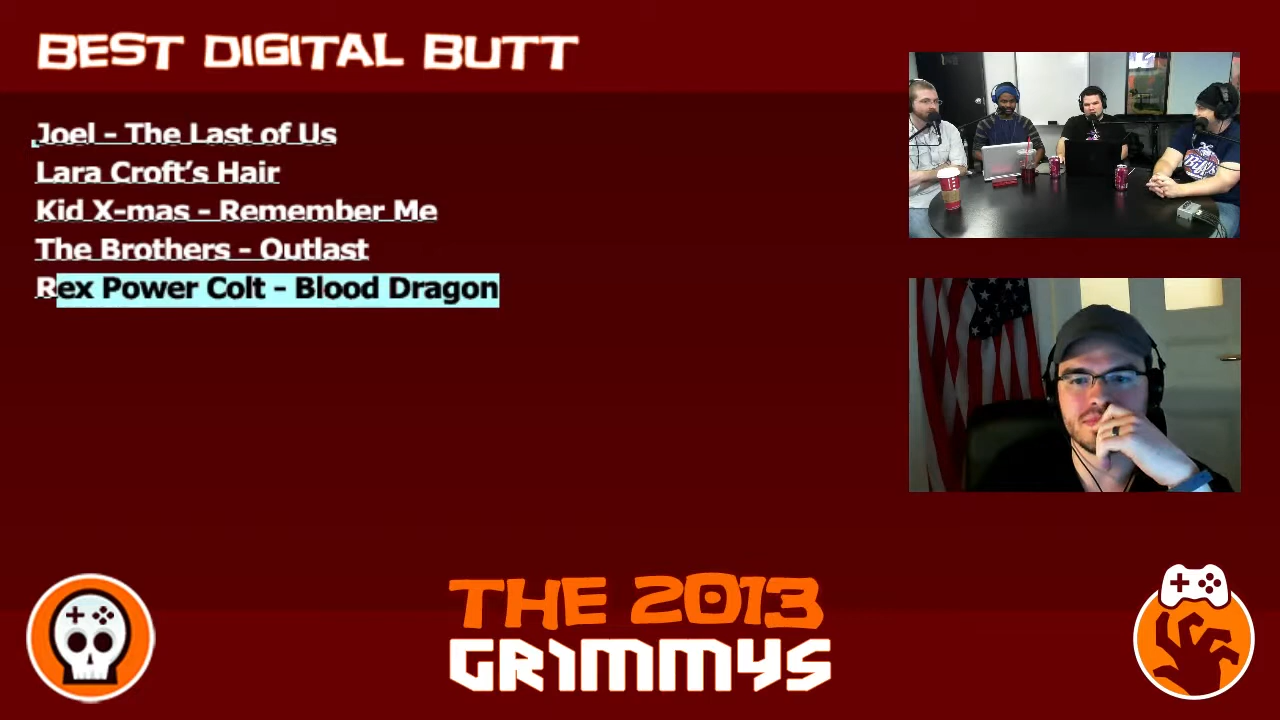 BEST DIGITAL BUTT
Joel - The Last of Us
Lara Croft's Hair
Kid X-mas - Remember Me
The Brothers - Outlast
Rex Power Colt - Blood Dragon
THE 2013
GR1MM4S